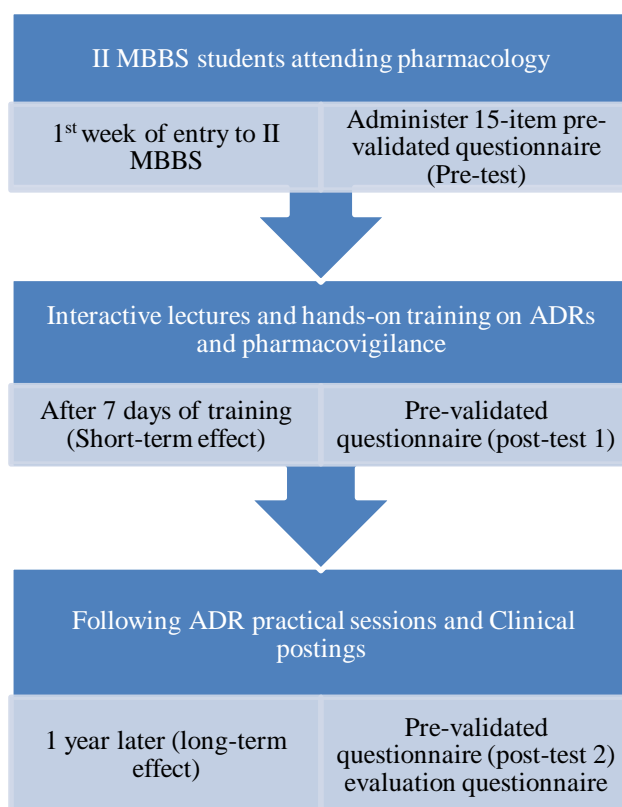 II MBBS students attending pharmacology
1st week of entry to II
MBBS
Administer 15-item pre-
validated questionnaire
(Pre-test)
Interactive lectures and hands-on training on ADRs
and pharmacovigilance
After 7 days of training
(Short-term effect)
Pre-validated
questionnaire (post-test 1)
Following ADR practical sessions and Clinical
postings
1 year later (long-term
effect)
Pre-validated
questionnaire (post-test 2)
evaluation questionnaire